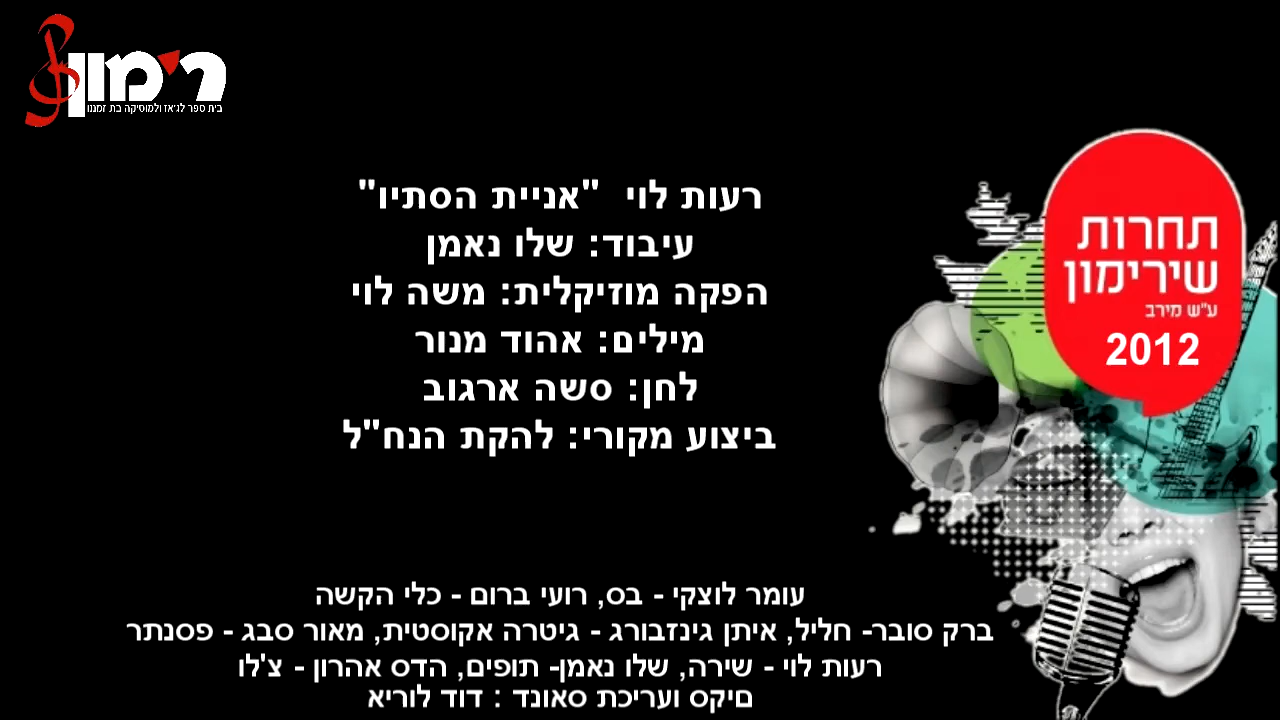 רימון
בית ספר לג'אז ולמוסיקה בת זמננו
רעות לוי "אניית הסתיו"
עיבוד: שלו נאמן
הפקה מוזיקלית: משה לוי
מילים: אהוד מנור
לחן: סשה ארגוב
ביצוע מקורי: להקת הנח"ל
תחרות
שירימון
ע"ש מירב
2012
עומר לוצקי - בס, רועי ברום - כלי הקשה
ברק סובר- חליל, איתן גינזבורג - גיטרה אקוסטית, מאור סבג - פסנתר
רעות לוי - שירה, שלו נאמן- תופים, הדס אהרון - צ'לו
םיקס ועריכת סאונד : דוד לוריא